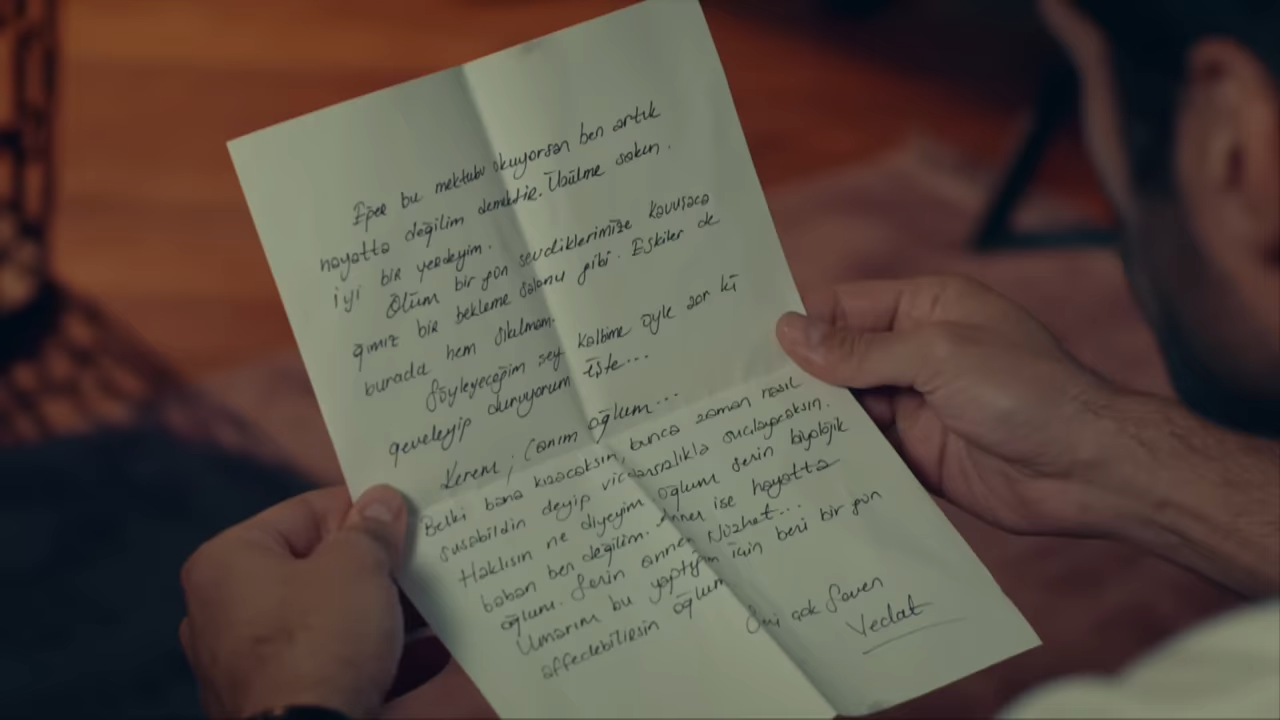 Eğer bu mektubu okuyorsan ben artık
hayatta değilim demektir. Üzülme sakın.
İyi bir yerdeyim.
Ölüm bir gün sevdiklerimize kavuşaca
ğımız bir bekleme salonu gibi. Eskiler de
burada hem sıkılmam.
Söyleyeceğim şey kalbime öyle zor ki
geveleyip duruyorum işte...
Kerem, Canım oğlum...
Belki bana kızacaksın, bunca zaman nasıl
susabildin deyip vicdansızlıkla suçlayacaksın.
Haklısın ne diyeyim oğlum senin biyolojik
baban ben değilim. Annen ise hayatta
oğlum. Senin annen Nüzhet...
Umarım bu yaptığım için beni bir gün
affedebilirsin oğlum
Seni çok Seven
Vedat